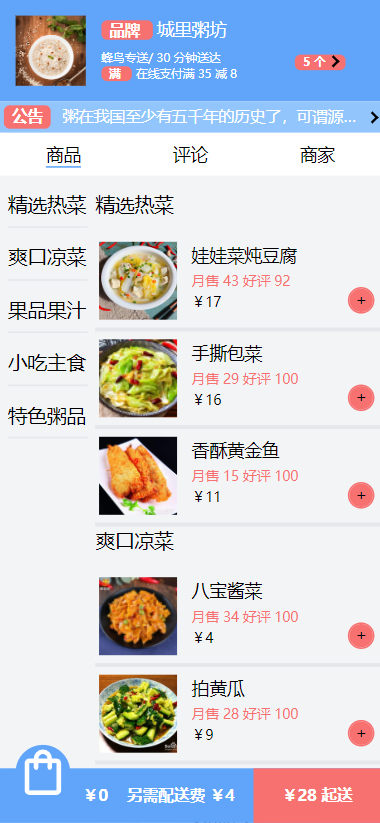 品牌 城里粥坊
蜂鸟专送/ 30 分钟送达
满 在线支付满 35 减 8
5 个 >
公告 粥在我国至少有五千年的历史了，可谓源... >
商品 评论 商家
精选热菜
爽口凉菜
果品果汁
小吃主食
特色粥品
精选热菜
娃娃菜炖豆腐
月售 43 好评 92
¥ 17 +
手撕包菜
月售 29 好评 100
¥ 16 +
香酥黄金鱼
月售 15 好评 100
¥ 11 +
爽口凉菜
八宝酱菜
月售 34 好评 100
¥ 4 +
拍黄瓜
月售 28 好评 100
¥ 9 +
¥ 0 另需配送费 ¥ 4 ¥ 28 起送